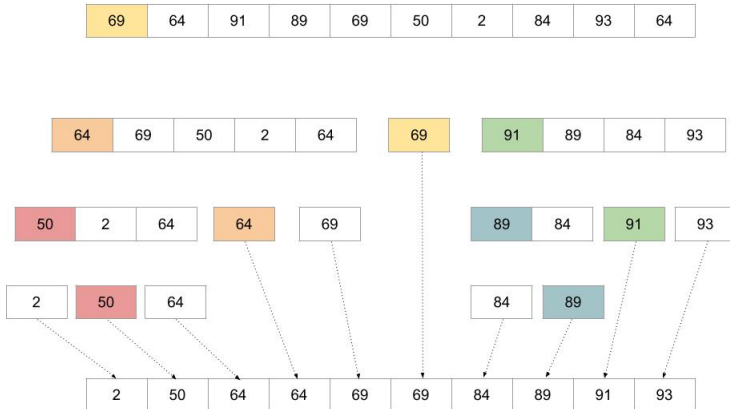 69 64 91 89 69 50 2 84 93 64
64 69 50 2 64 69 91 89 84 93
50 2 64 64 69 89 84 91 93
2 50 64 84 89
2 50 64 64 69 69 84 89 91 93